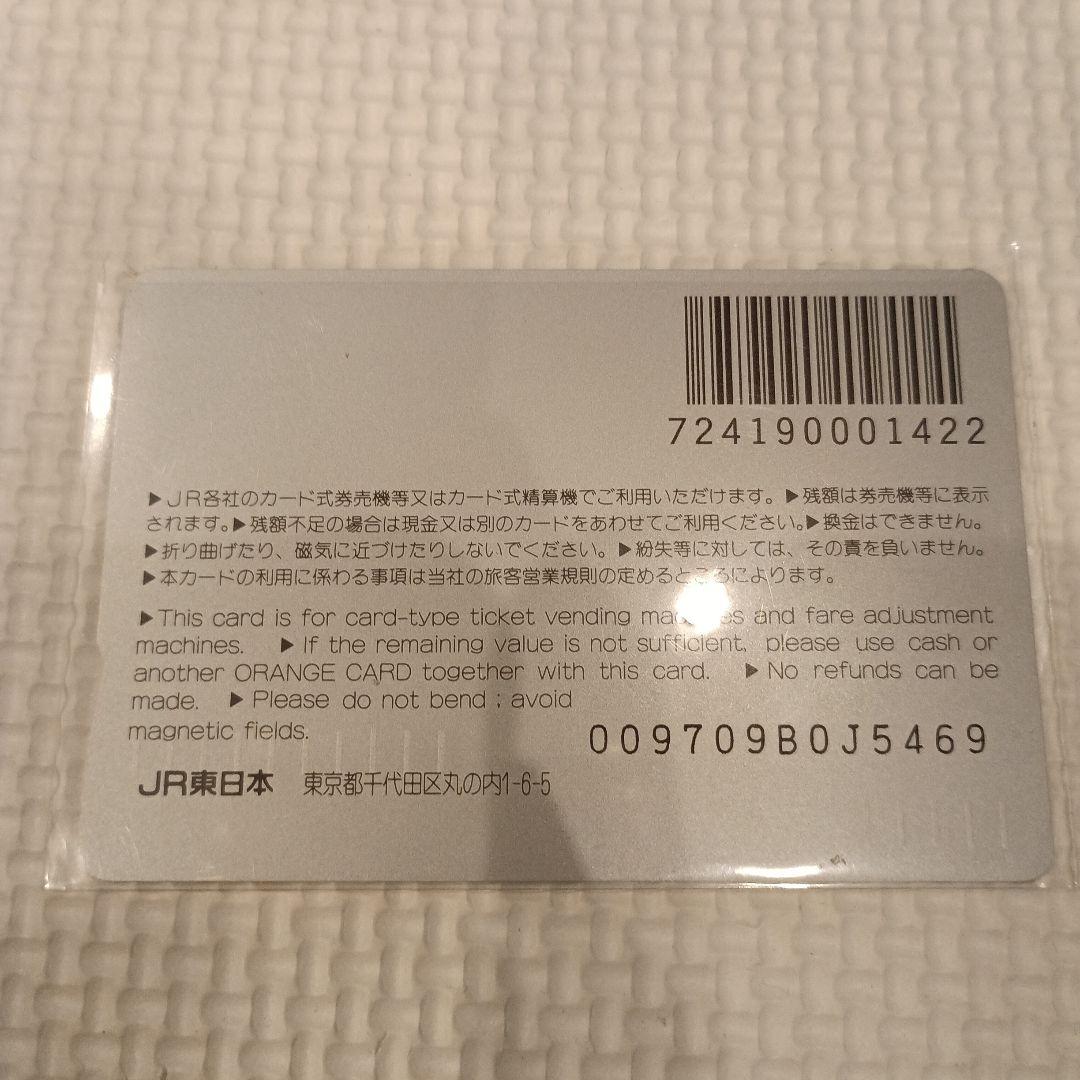 724190001422
▶JR各社のカード式券売機等又はカード式精算機でご利用いただけます。▶残額は券売機等に表示
されます。▶残額不足の場合は現金又は別のカードをあわせてご利用ください。▶換金はできません。
▶折り曲げたり、磁気に近づけたりしないでください。▶紛失等に対しては、その責を負いません。
▶本カードの利用に係わる事項は当社の旅客営業規則の定めるところによります。
▶This card is for card-type ticket vending machines and fare adjustment
machines. ▶If the remaining value is not sufficient, please use cash or
another ORANGE CARD together with this card. ▶No refunds can be
made. ▶Please do not bend ; avoid
magnetic fields.
009709B0J5469
JR東日本 東京都千代田区丸の内1-6-5